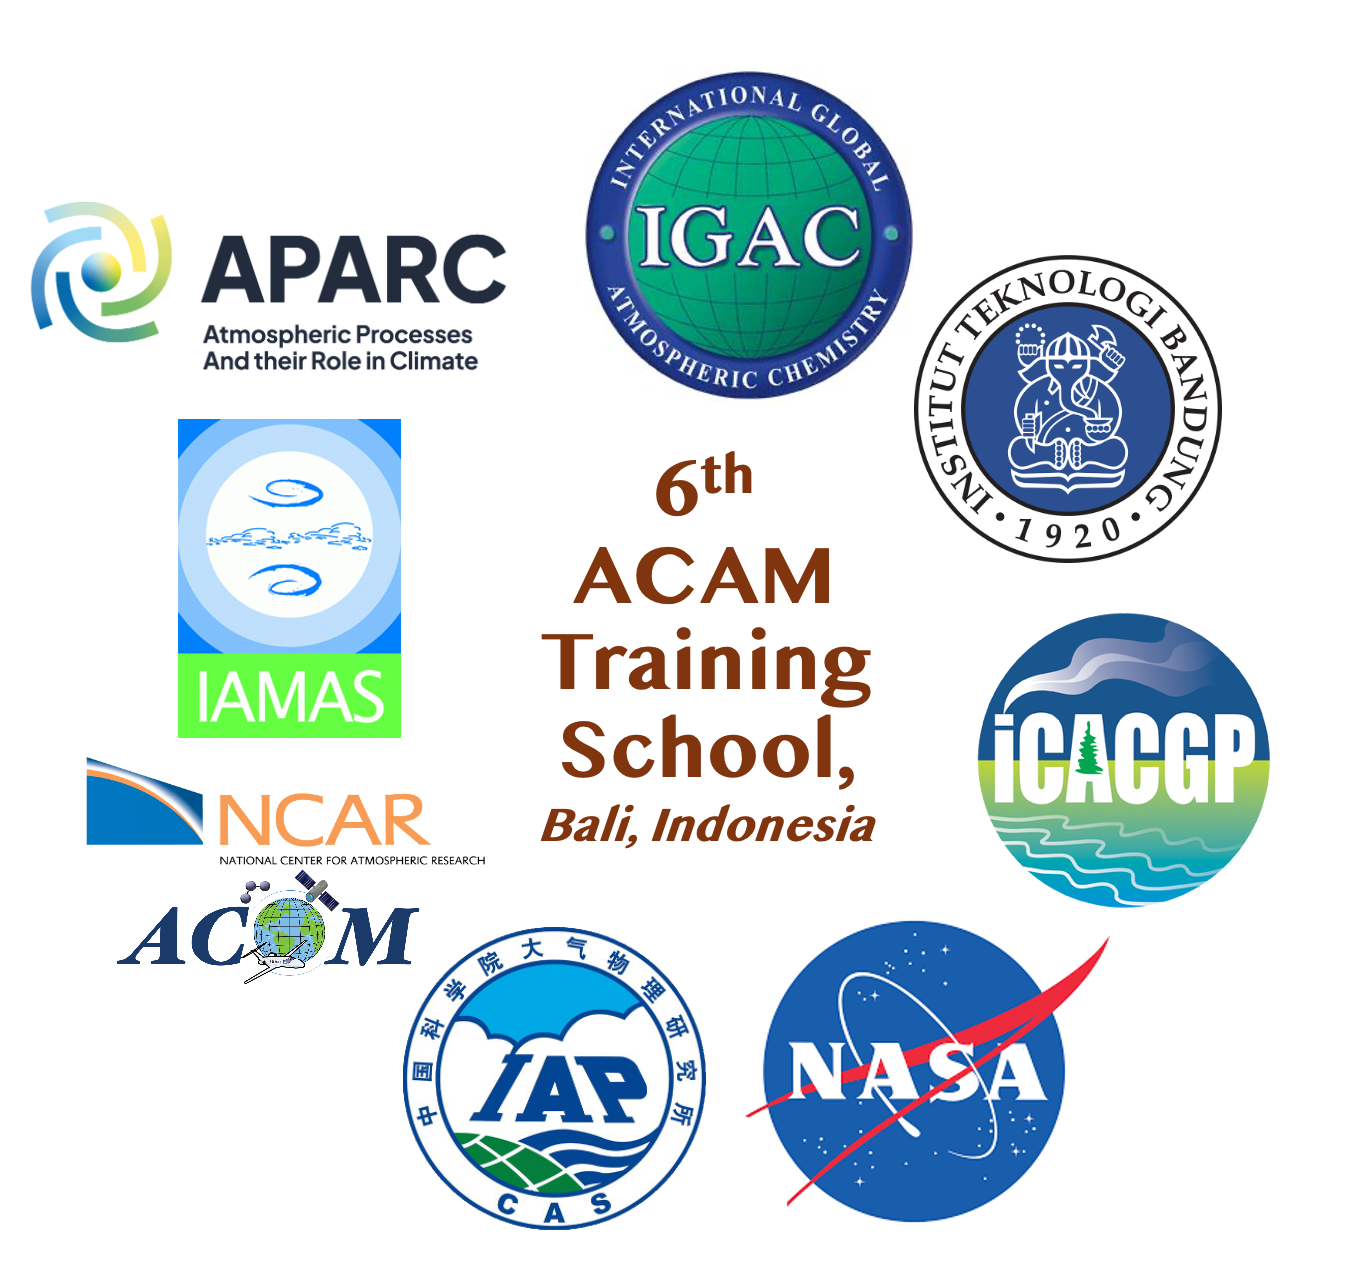 INTERNATIONAL GLOBAL
IGAC
ATMOSPHERIC CHEMISTRY
APARC
Atmospheric Processes
And their Role in Climate
INSTITUT TEKNOLOGI BANDUNG
• 1920 •
IAMAS
6th
ACAM
Training
School,
Bali, Indonesia
iCACGP
NCAR
NATIONAL CENTER FOR ATMOSPHERIC RESEARCH
ACOM
中国科学院大气物理研究所
IAP
CAS
NASA